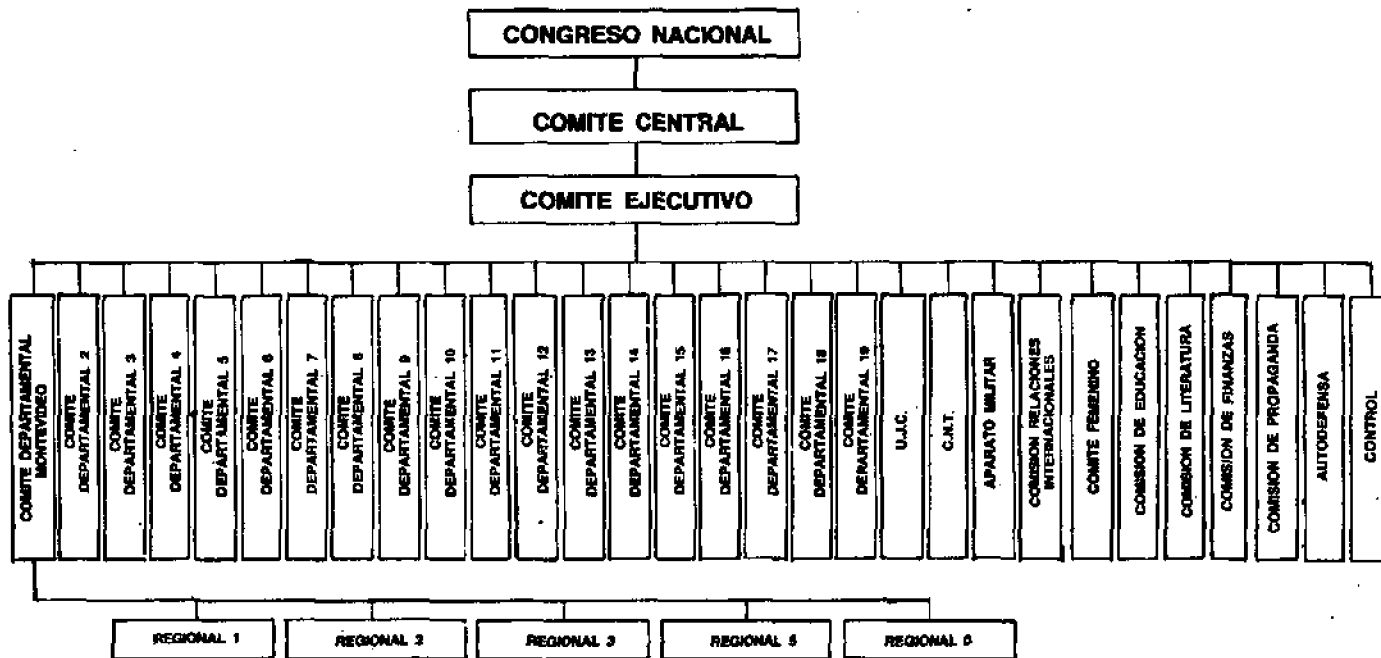 CONGRESO NACIONAL
COMITE CENTRAL
COMITE EJECUTIVO
COMITE DEPARTAMENTAL
MONTEVIDEO
COMITE
DEPARTAMENTAL 2
COMITE
DEPARTAMENTAL 3
COMITE
DEPARTAMENTAL 4
COMITE
DEPARTAMENTAL 5
COMITE
DEPARTAMENTAL 6
COMITE
DEPARTAMENTAL 7
COMITE
DEPARTAMENTAL 8
COMITE
DEPARTAMENTAL 9
COMITE
DEPARTAMENTAL 10
COMITE
DEPARTAMENTAL 11
COMITE
DEPARTAMENTAL 12
COMITE
DEPARTAMENTAL 13
COMITE
DEPARTAMENTAL 14
COMITE
DEPARTAMENTAL 15
COMITE
DEPARTAMENTAL 16
COMITE
DEPARTAMENTAL 17
COMITE
DEPARTAMENTAL 18
COMITE
DEPARTAMENTAL 19
U.J.C.
C.N.T.
APARATO MILITAR
COMISION RELACIONES
INTERNACIONALES
COMITE FEMENINO
COMISION DE EDUCACION
COMISION DE LITERATURA
COMISION DE FINANZAS
COMISION DE PROPAGANDA
AUTODEFENSA
CONTROL
REGIONAL 1
REGIONAL 2
REGIONAL 3
REGIONAL 5
REGIONAL